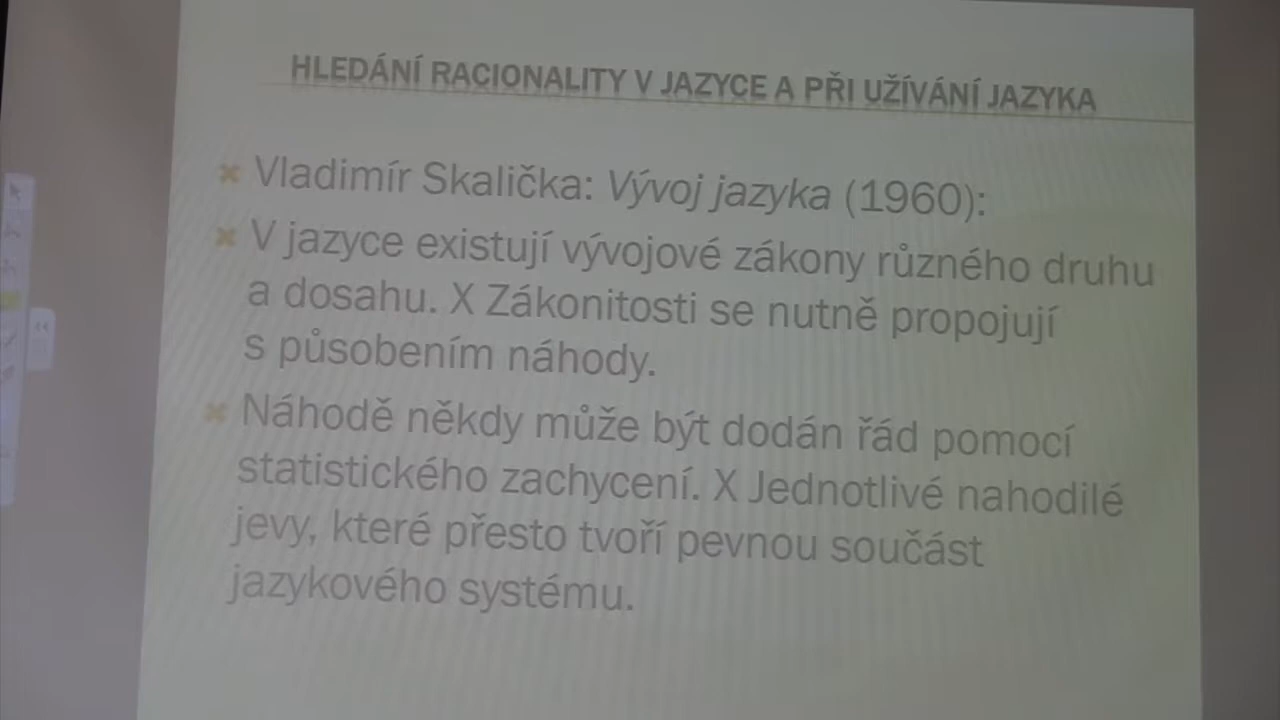 HLEDÁNÍ RACIONALITY V JAZYCE A PŘI UŽÍVÁNÍ JAZYKA
Vladimír Skalička: Vývoj jazyka (1960):
V jazyce existují vývojové zákony různého druhu
a dosahu. X Zákonitosti se nutně propojují
s působením náhody.
Náhodě někdy může být dodán řád pomocí
statistického zachycení. X Jednotlivé nahodilé
jevy, které přesto tvoří pevnou součást
jazykového systému.